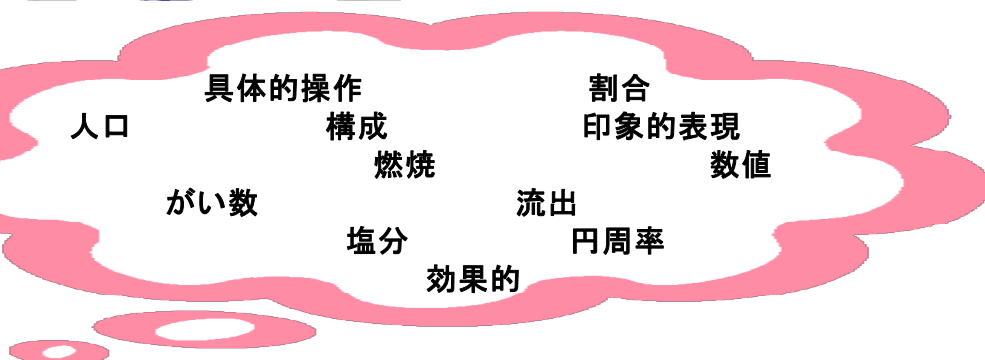 具体的操作 割合
人口 構成 印象的表現
燃焼 数値
がい数 流出
塩分 円周率
効果的